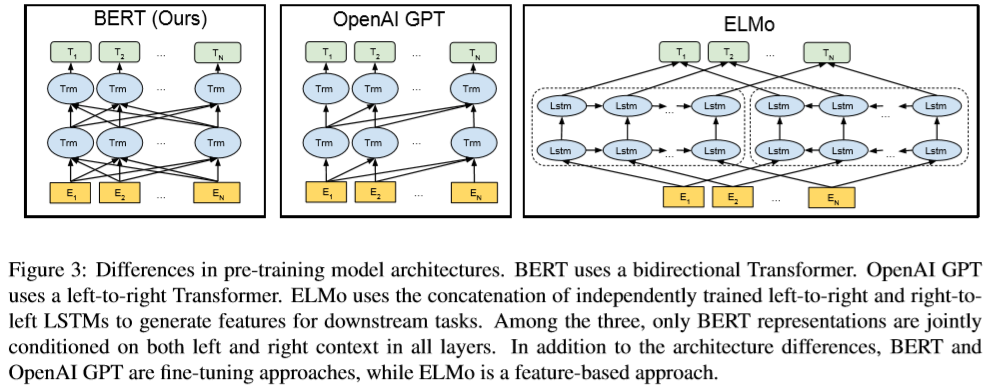 BERT (Ours)
T1 T2 ... TN
Trm Trm ... Trm
Trm Trm ... Trm
E1 E2 ... EN
OpenAI GPT
T1 T2 ... TN
Trm Trm ... Trm
Trm Trm ... Trm
E1 E2 ... EN
ELMo
T1 T2 ... TN
Lstm Lstm ... Lstm Lstm Lstm ... Lstm
Lstm Lstm ... Lstm Lstm Lstm ... Lstm
E1 E2 ... EN
Figure 3: Differences in pre-training model architectures. BERT uses a bidirectional Transformer. OpenAI GPT
uses a left-to-right Transformer. ELMo uses the concatenation of independently trained left-to-right and right-to-
left LSTMs to generate features for downstream tasks. Among the three, only BERT representations are jointly
conditioned on both left and right context in all layers. In addition to the architecture differences, BERT and
OpenAI GPT are fine-tuning approaches, while ELMo is a feature-based approach.